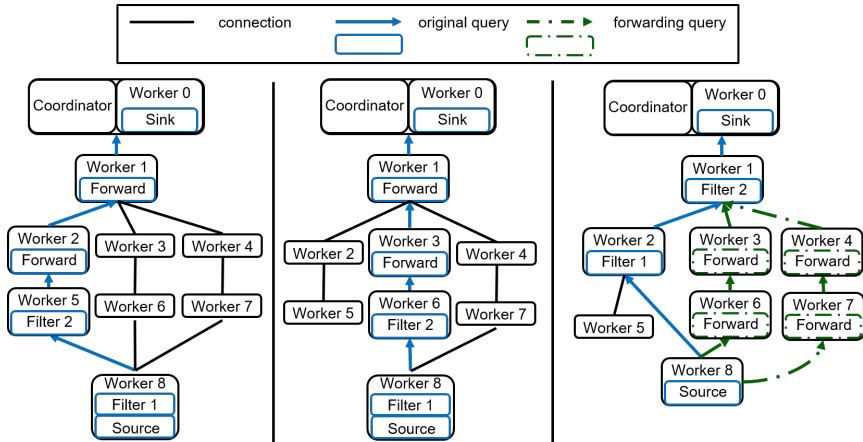 connection
original query
forwarding query
Coordinator
Worker 0
Sink
Worker 1
Forward
Worker 2
Forward
Worker 3
Worker 4
Worker 5
Filter 2
Worker 6
Worker 7
Worker 8
Filter 1
Source
Coordinator
Worker 0
Sink
Worker 1
Forward
Worker 2
Worker 3
Forward
Worker 4
Worker 5
Worker 6
Filter 2
Worker 7
Worker 8
Filter 1
Source
Coordinator
Worker 0
Sink
Worker 1
Filter 2
Worker 2
Filter 1
Worker 3
Forward
Worker 4
Forward
Worker 5
Worker 6
Forward
Worker 7
Forward
Worker 8
Source